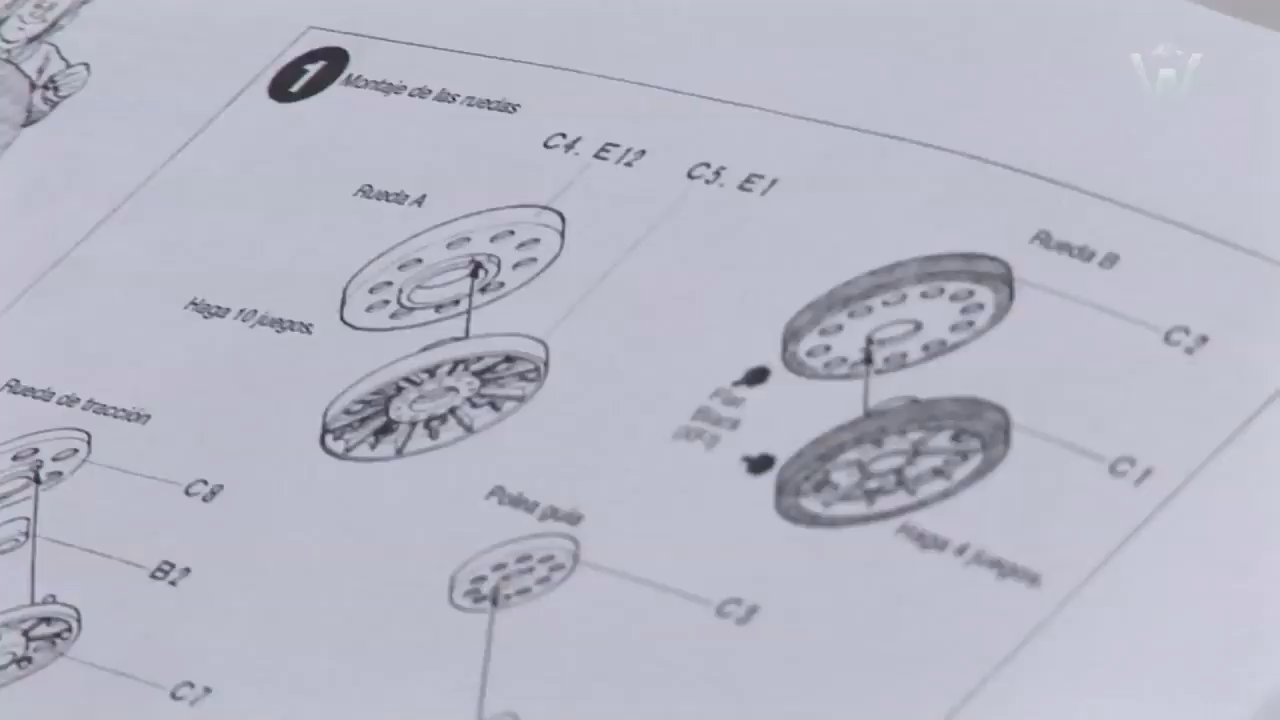 1 Montaje de las ruedas
C4. E12
C5. E1
Rueda A
Rueda B
C2
Haga 10 juegos.
C1
Rueda de tracción
Haga 4 juegos.
C8
Polea guía
B2
C3
C7
W